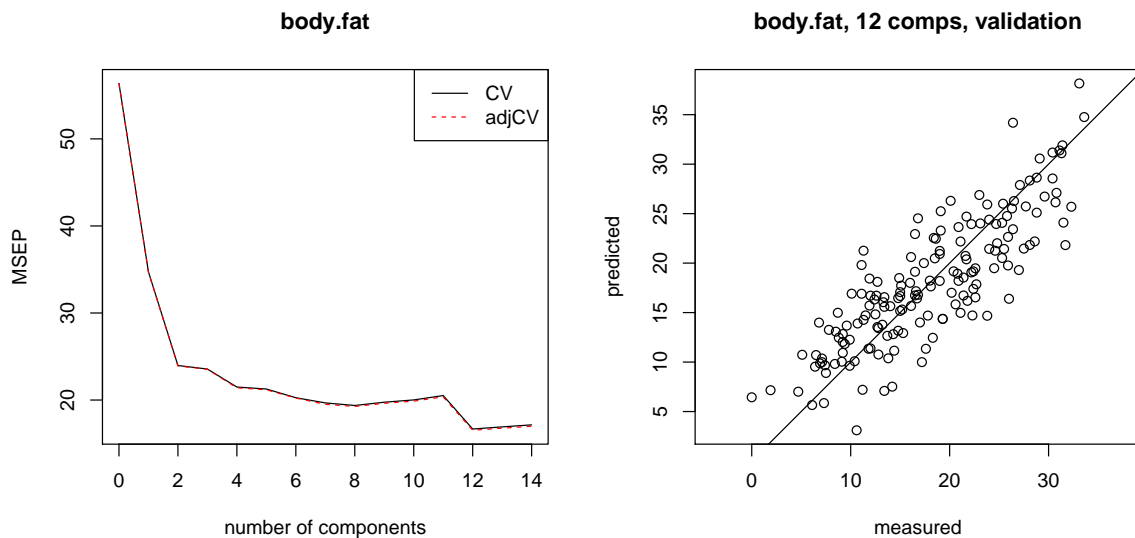 body.fat
CV
adjCV
MSEP
50
40
30
20
0 2 4 6 8 10 12 14
number of components
body.fat, 12 comps, validation
predicted
35
30
25
20
15
10
5
0 10 20 30
measured